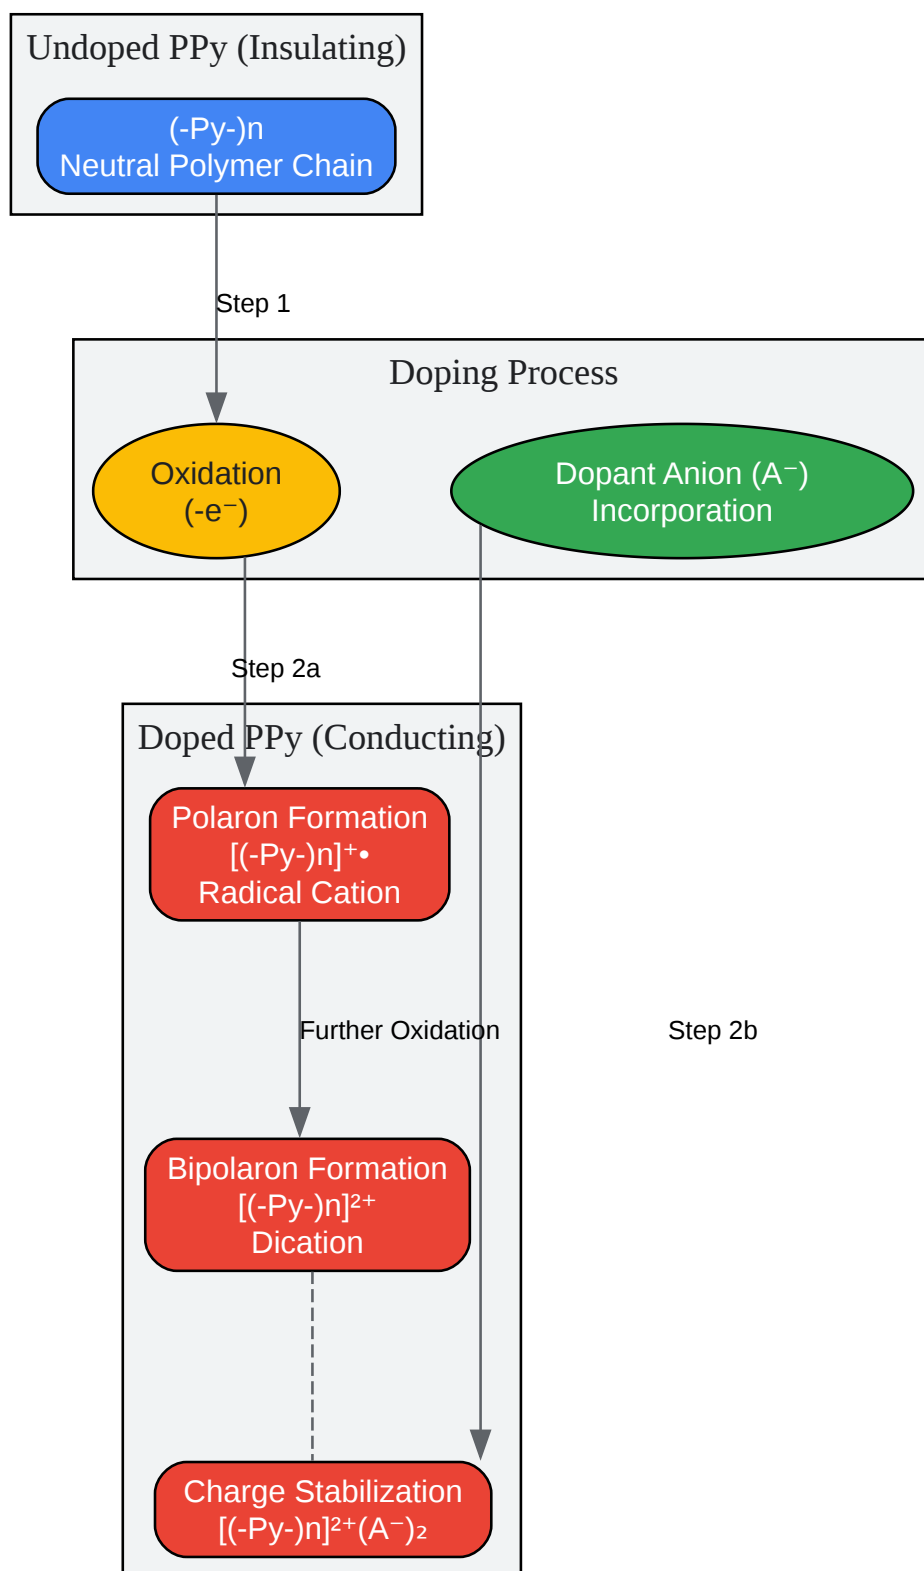 Undoped PPy (Insulating)
(-Py-)n
Neutral Polymer Chain
Step 1
Doping Process
Oxidation
(-e⁻)
Dopant Anion (A⁻)
Incorporation
Step 2a
Doped PPy (Conducting)
Polaron Formation
[(-Py-)n]⁺•
Radical Cation
Further Oxidation
Step 2b
Bipolaron Formation
[(-Py-)n]²⁺
Dication
Charge Stabilization
[(-Py-)n]²⁺(A⁻)₂